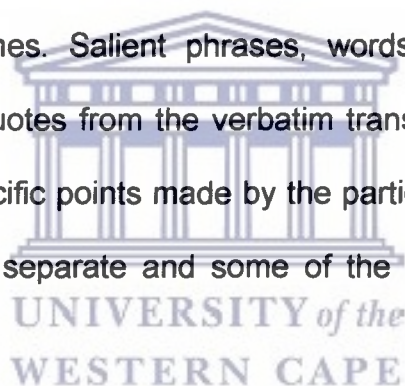 nes. Salient phrases, words
uotes from the verbatim trans
cific points made by the partic
separate and some of the
UNIVERSITY of the
WESTERN CAPE